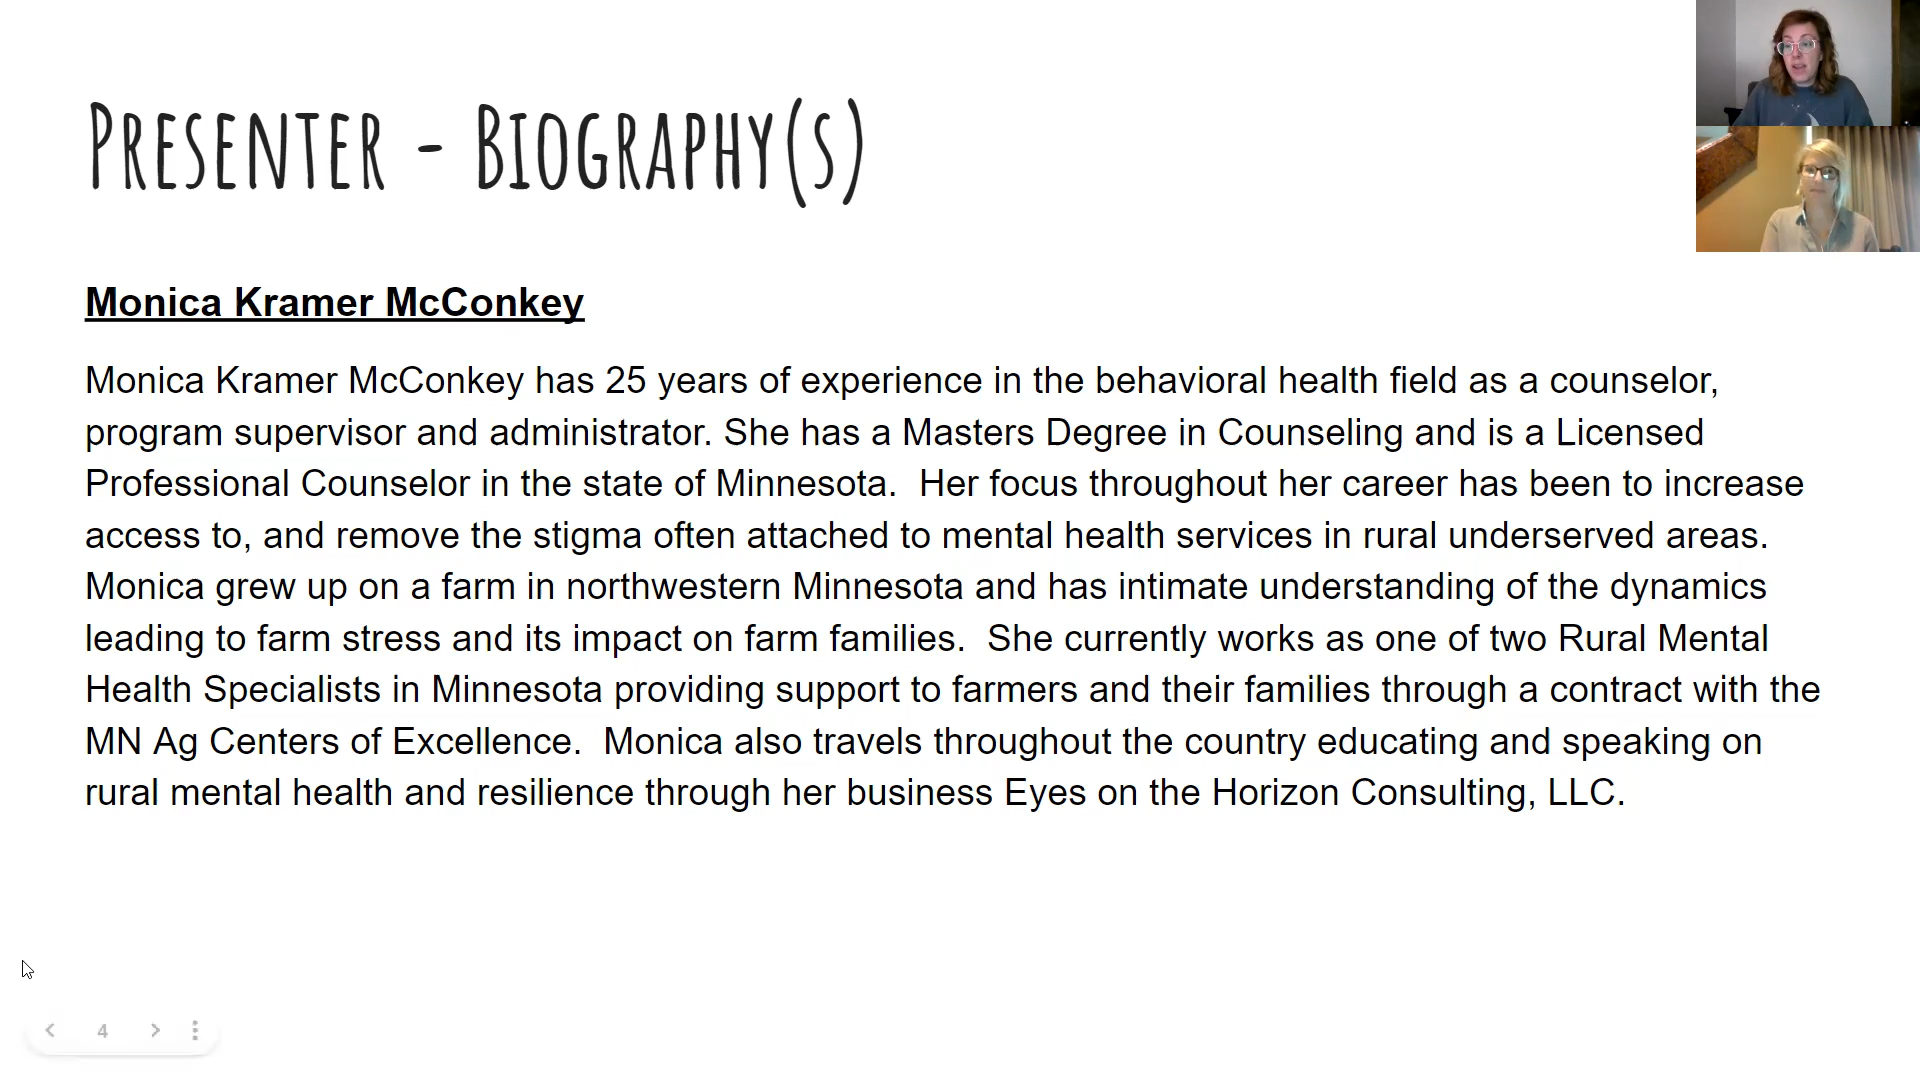 Presenter - Biography(s)
Monica Kramer McConkey
Monica Kramer McConkey has 25 years of experience in the behavioral health field as a counselor,
program supervisor and administrator. She has a Masters Degree in Counseling and is a Licensed
Professional Counselor in the state of Minnesota.  Her focus throughout her career has been to increase
access to, and remove the stigma often attached to mental health services in rural underserved areas.
Monica grew up on a farm in northwestern Minnesota and has intimate understanding of the dynamics
leading to farm stress and its impact on farm families.  She currently works as one of two Rural Mental
Health Specialists in Minnesota providing support to farmers and their families through a contract with the
MN Ag Centers of Excellence.  Monica also travels throughout the country educating and speaking on
rural mental health and resilience through her business Eyes on the Horizon Consulting, LLC.
4